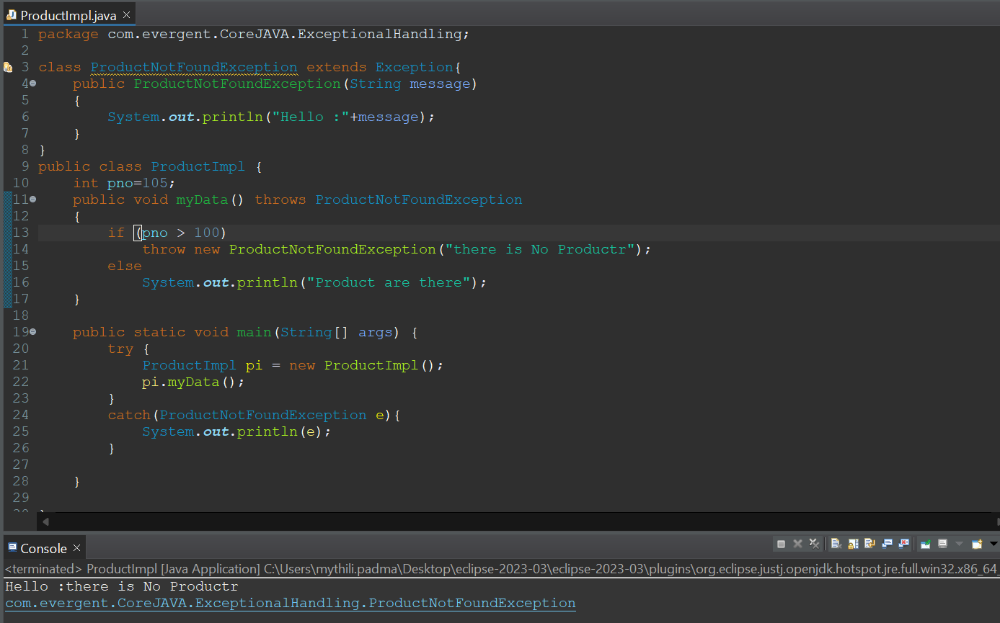 ProductImpl.java ×
1 package com.evergent.CoreJAVA.ExceptionalHandling;
2
3 class ProductNotFoundException extends Exception{
4 public ProductNotFoundException(String message)
5 {
6 System.out.println("Hello :"+message);
7 }
8 }
9 public class ProductImpl {
10 int pno=105;
11 public void myData() throws ProductNotFoundException
12 {
13 if (pno > 100)
14 throw new ProductNotFoundException("there is No Productr");
15 else
16 System.out.println("Product are there");
17 }
18
19 public static void main(String[] args) {
20 try {
21 ProductImpl pi = new ProductImpl();
22 pi.myData();
23 }
24 catch(ProductNotFoundException e){
25 System.out.println(e);
26 }
27
28 }
29
Console ×
<terminated> ProductImpl [Java Application] C:\Users\mythili.padma\Desktop\eclipse-2023-03\eclipse-2023-03\plugins\org.eclipse.justj.openjdk.hotspot.jre.full.win32.x86_64_
Hello :there is No Productr
com.evergent.CoreJAVA.ExceptionalHandling.ProductNotFoundException